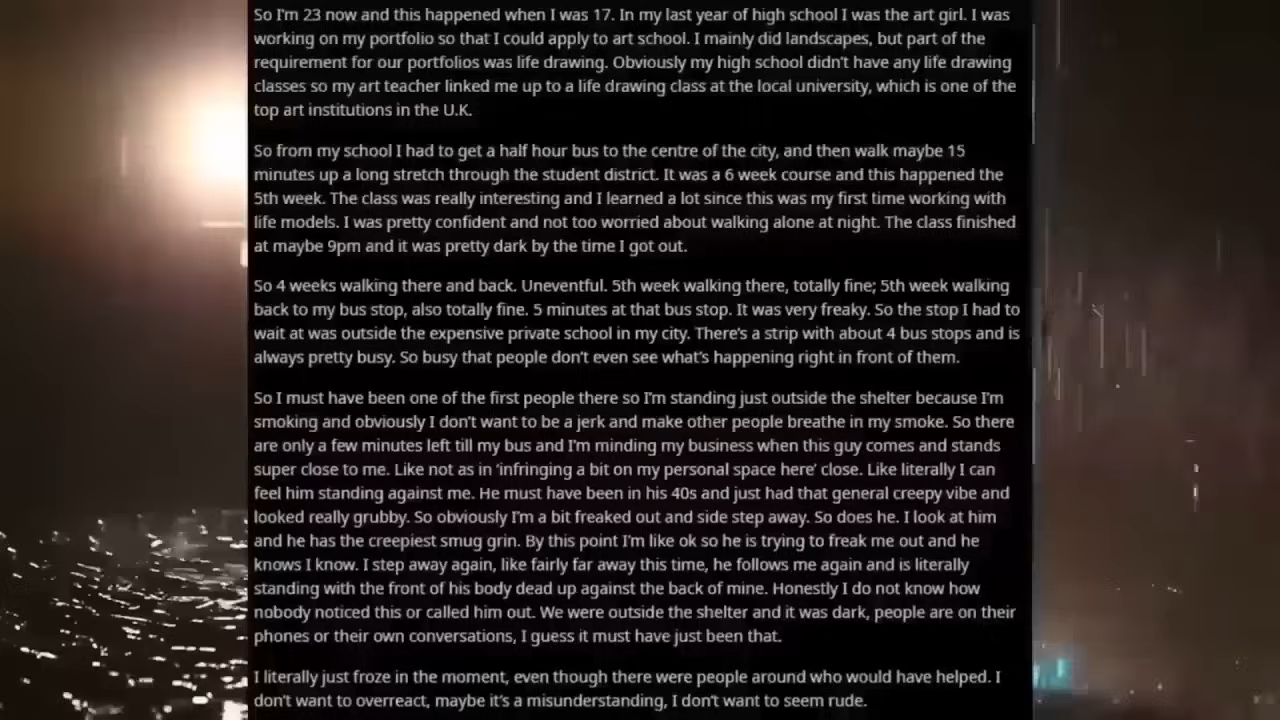 So I'm 23 now and this happened when I was 17. In my last year of high school I was the art girl. I was
working on my portfolio so that I could apply to art school. I mainly did landscapes, but part of the
requirement for our portfolios was life drawing. Obviously my high school didn't have any life drawing
classes so my art teacher linked me up to a life drawing class at the local university, which is one of the
top art institutions in the U.K.
So from my school I had to get a half hour bus to the centre of the city, and then walk maybe 15
minutes up a long stretch through the student district. It was a 6 week course and this happened the
5th week. The class was really interesting and I learned a lot since this was my first time working with
life models. I was pretty confident and not too worried about walking alone at night. The class finished
at maybe 9pm and it was pretty dark by the time I got out.
So 4 weeks walking there and back. Uneventful. 5th week walking there, totally fine; 5th week walking
back to my bus stop, also totally fine. 5 minutes at that bus stop. It was very freaky. So the stop I had to
wait at was outside the expensive private school in my city. There's a strip with about 4 bus stops and is
always pretty busy. So busy that people don't even see what's happening right in front of them.
So I must have been one of the first people there so I'm standing just outside the shelter because I'm
smoking and obviously I don't want to be a jerk and make other people breathe in my smoke. So there
are only a few minutes left till my bus and I'm minding my business when this guy comes and stands
super close to me. Like not as in 'infringing a bit on my personal space here' close. Like literally I can
feel him standing against me. He must have been in his 40s and just had that general creepy vibe and
looked really grubby. So obviously I'm a bit freaked out and side step away. So does he. I look at him
and he has the creepiest smug grin. By this point I'm like ok so he is trying to freak me out and he
knows I know. I step away again, like fairly far away this time, he follows me again and is literally
standing with the front of his body dead up against the back of mine. Honestly I do not know how
nobody noticed this or called him out. We were outside the shelter and it was dark, people are on their
phones or their own conversations, I guess it must have just been that.
I literally just froze in the moment, even though there were people around who would have helped. I
don't want to overreact, maybe it's a misunderstanding, I don't want to seem rude.